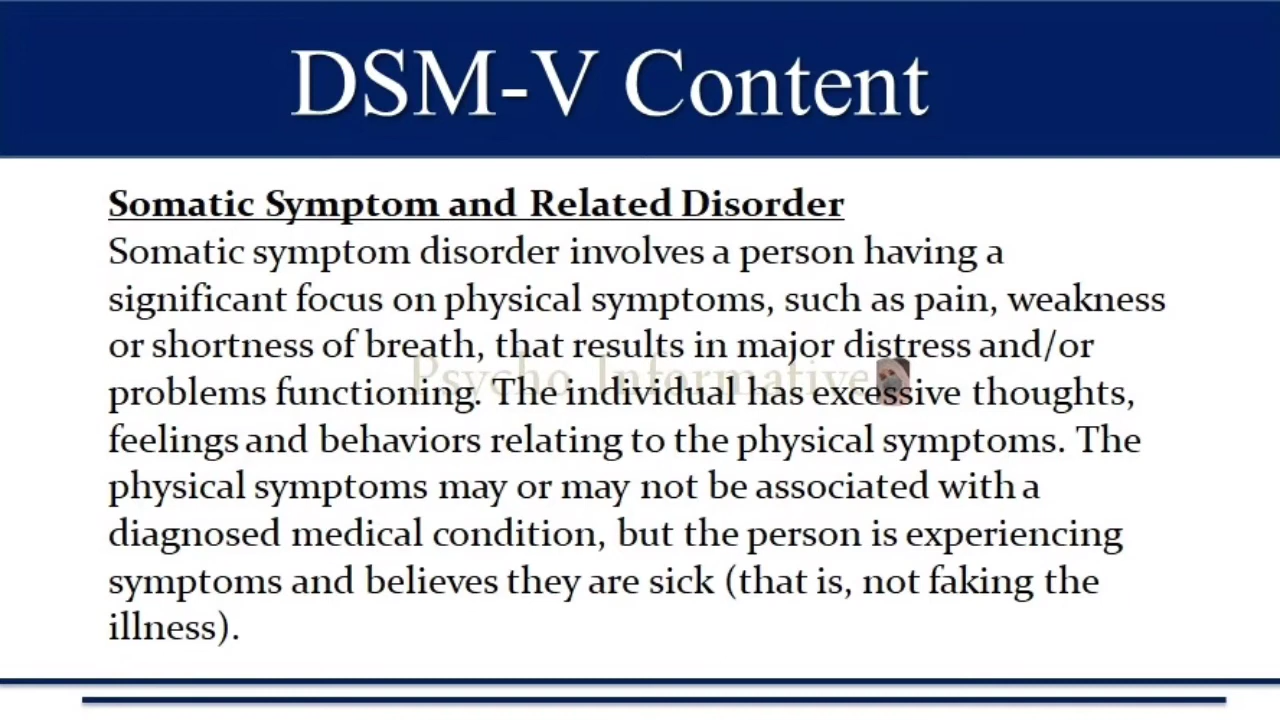 DSM-V Content
Somatic Symptom and Related Disorder
Somatic symptom disorder involves a person having a
significant focus on physical symptoms, such as pain, weakness
or shortness of breath, that results in major distress and/or
Psycho Informative
problems functioning. The individual has excessive thoughts,
feelings and behaviors relating to the physical symptoms. The
physical symptoms may or may not be associated with a
diagnosed medical condition, but the person is experiencing
symptoms and believes they are sick (that is, not faking the
illness).